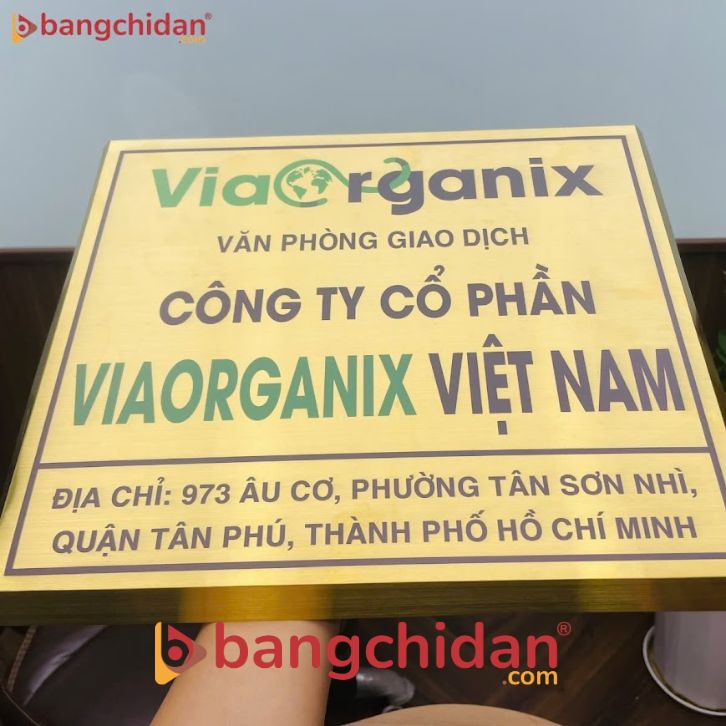 bangchidan®
.com
ViaOrganix
VĂN PHÒNG GIAO DỊCH
CÔNG TY CỔ PHẦN
VIAORGANIX VIỆT NAM
ĐỊA CHỈ: 973 ÂU CƠ, PHƯỜNG TÂN SƠN NHÌ,
QUẬN TÂN PHÚ, THÀNH PHỐ HỒ CHÍ MINH
bangchidan®
.com